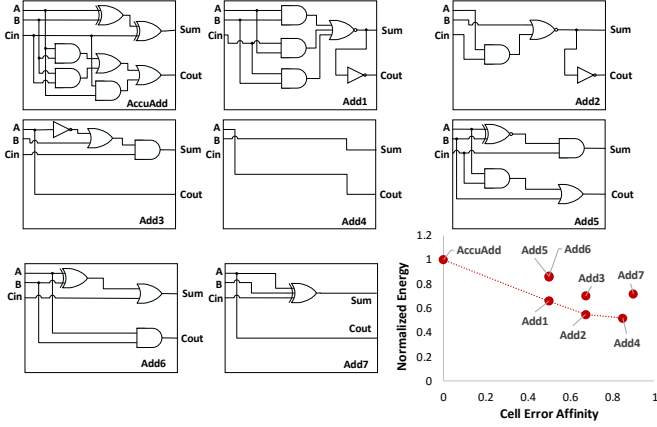 A
B
Cin
Sum
Cout
AccuAdd
A
B
Cin
Sum
Cout
Add1
A
B
Cin
Sum
Cout
Add2
A
B
Cin
Sum
Cout
Add3
A
B
Cin
Sum
Cout
Add4
A
B
Cin
Sum
Cout
Add5
A
B
Cin
Sum
Cout
Add6
A
B
Cin
Sum
Cout
Add7
Normalized Energy
1.2
1
0.8
0.6
0.4
0.2
0
AccuAdd
Add5
Add6
Add3
Add7
Add1
Add2
Add4
0
0.2
0.4
0.6
0.8
1
Cell Error Affinity